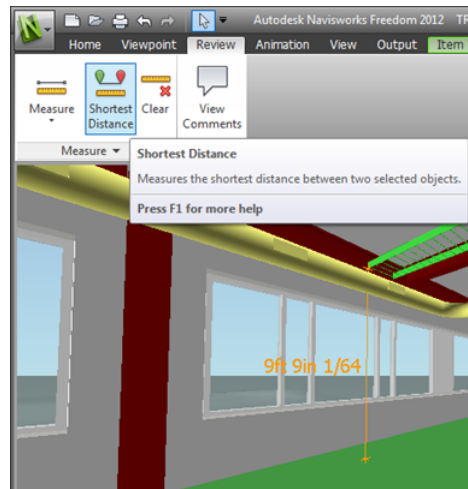 Autodesk Navisworks Freedom 2012 TR
Home Viewpoint Review Animation View Output Item
Measure Shortest Distance Clear View Comments
Measure
Shortest Distance
Measures the shortest distance between two selected objects.
Press F1 for more help
9ft 9in 1/64